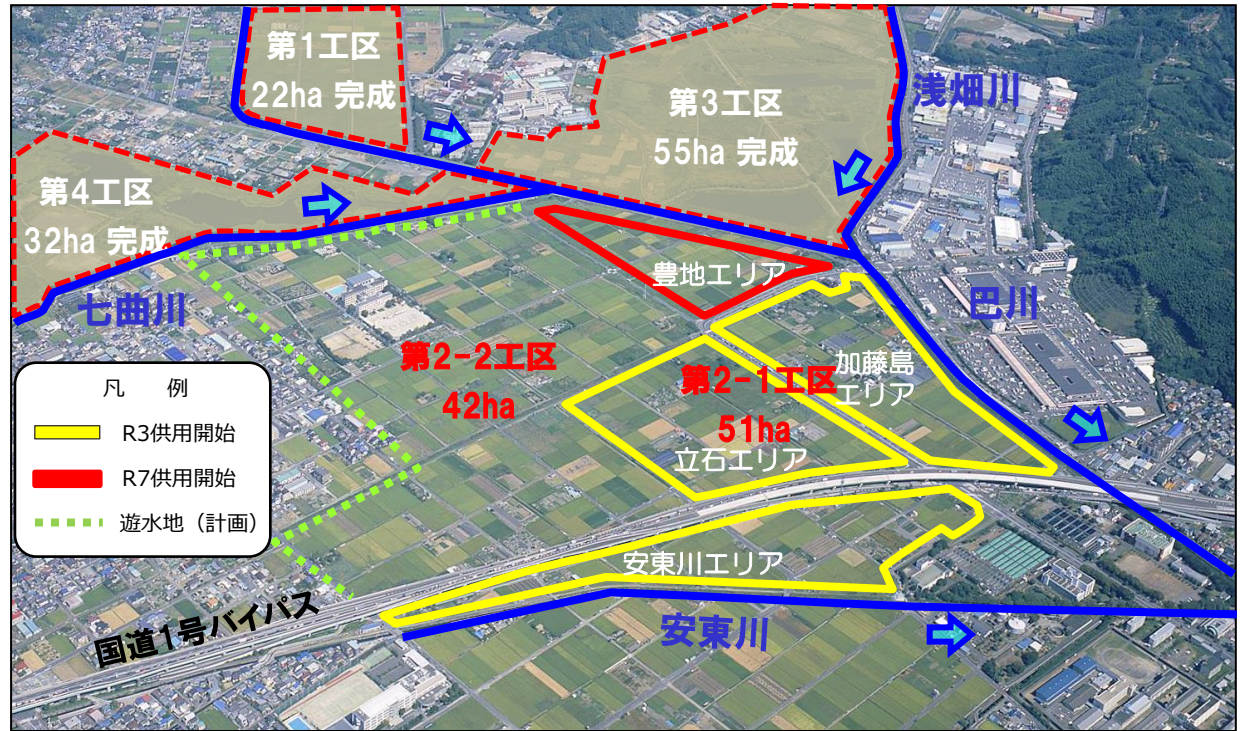 第1工区
22ha 完成
第3工区
55ha 完成
浅畑川
第4工区
32ha 完成
七曲川
豊地エリア
巴川
第2-2工区
42ha
第2-1工区
51ha
加藤島
エリア
立石エリア
凡 例
R3供用開始
R7供用開始
遊水地（計画）
安東川エリア
国道1号バイパス
安東川